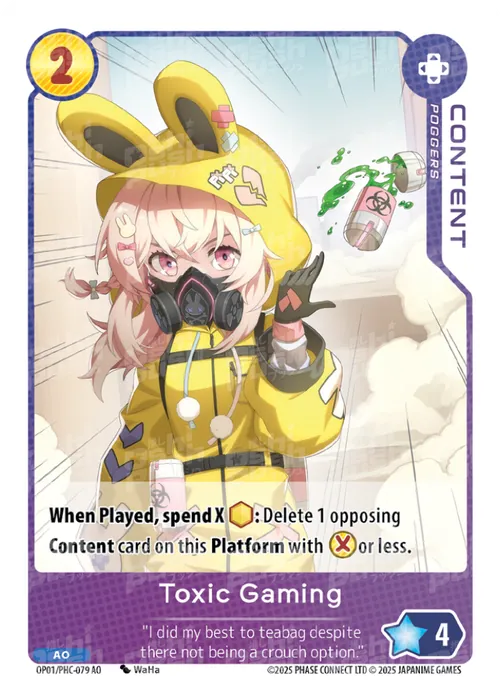 2
CONTENT
POGGERS
When Played, spend X : Delete 1 opposing
Content card on this Platform with X or less.
Toxic Gaming
"I did my best to teabag despite
there not being a crouch option."
4
AO
OP01/PHC-079 AO
WaHa
©2025 PHASE CONNECT LTD © 2025 JAPANIME GAMES